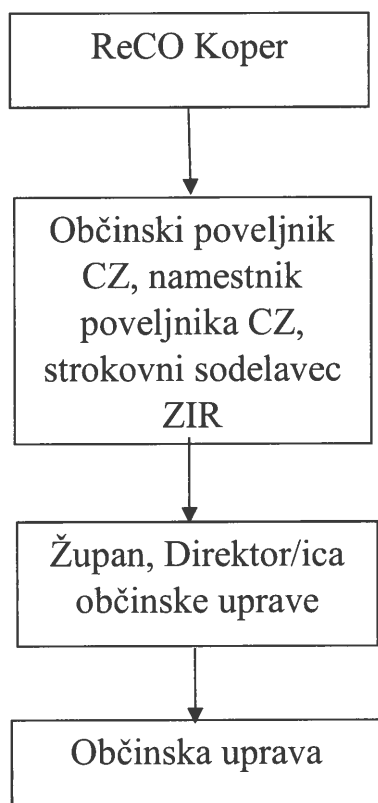 ReCO Koper
Občinski poveljnik
CZ, namestnik
poveljnika CZ,
strokovni sodelavec
ZIR
Župan, Direktor/ica
občinske uprave
Občinska uprava